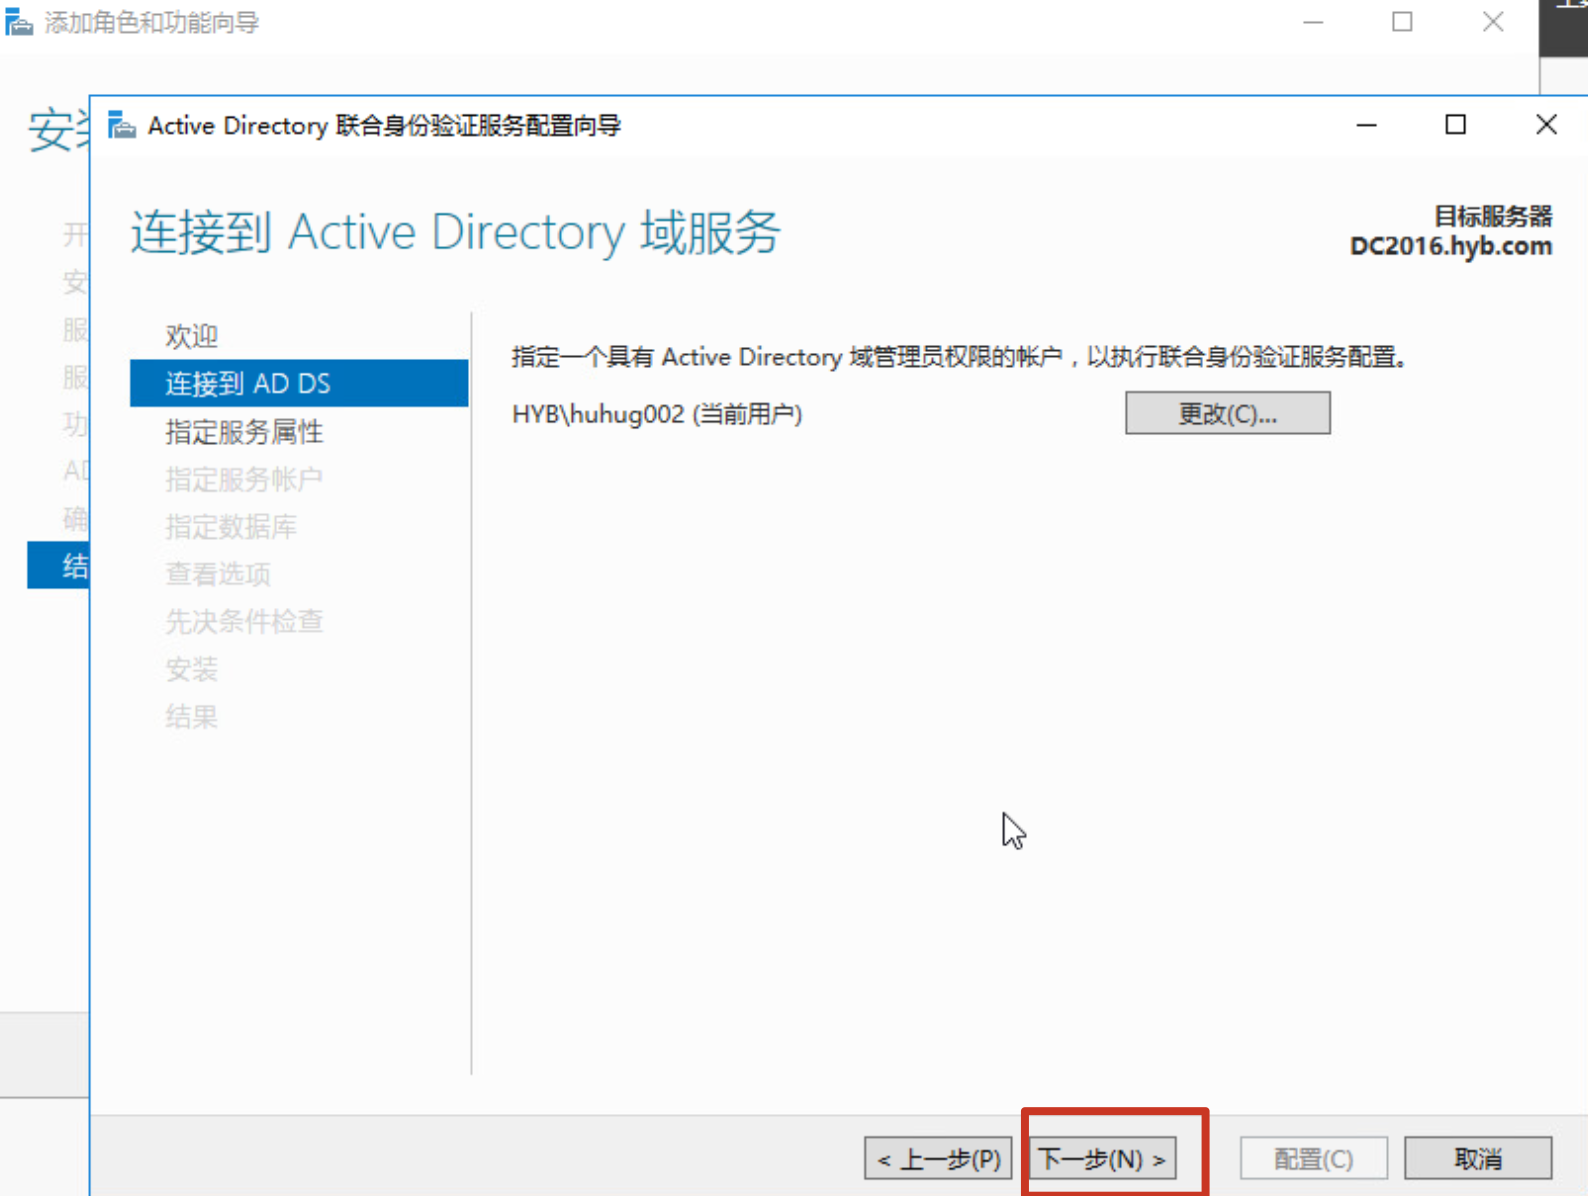 添加角色和功能向导
安装
Active Directory 联合身份验证服务配置向导
连接到 Active Directory 域服务
目标服务器
DC2016.hyb.com
开
安
服
服
功
AD
确
结
欢迎
连接到 AD DS
指定服务属性
指定服务帐户
指定数据库
查看选项
先决条件检查
安装
结果
指定一个具有 Active Directory 域管理员权限的帐户，以执行联合身份验证服务配置。
HYB\huhug002 (当前用户)
更改(C)...
< 上一步(P)
下一步(N) >
配置(C)
取消